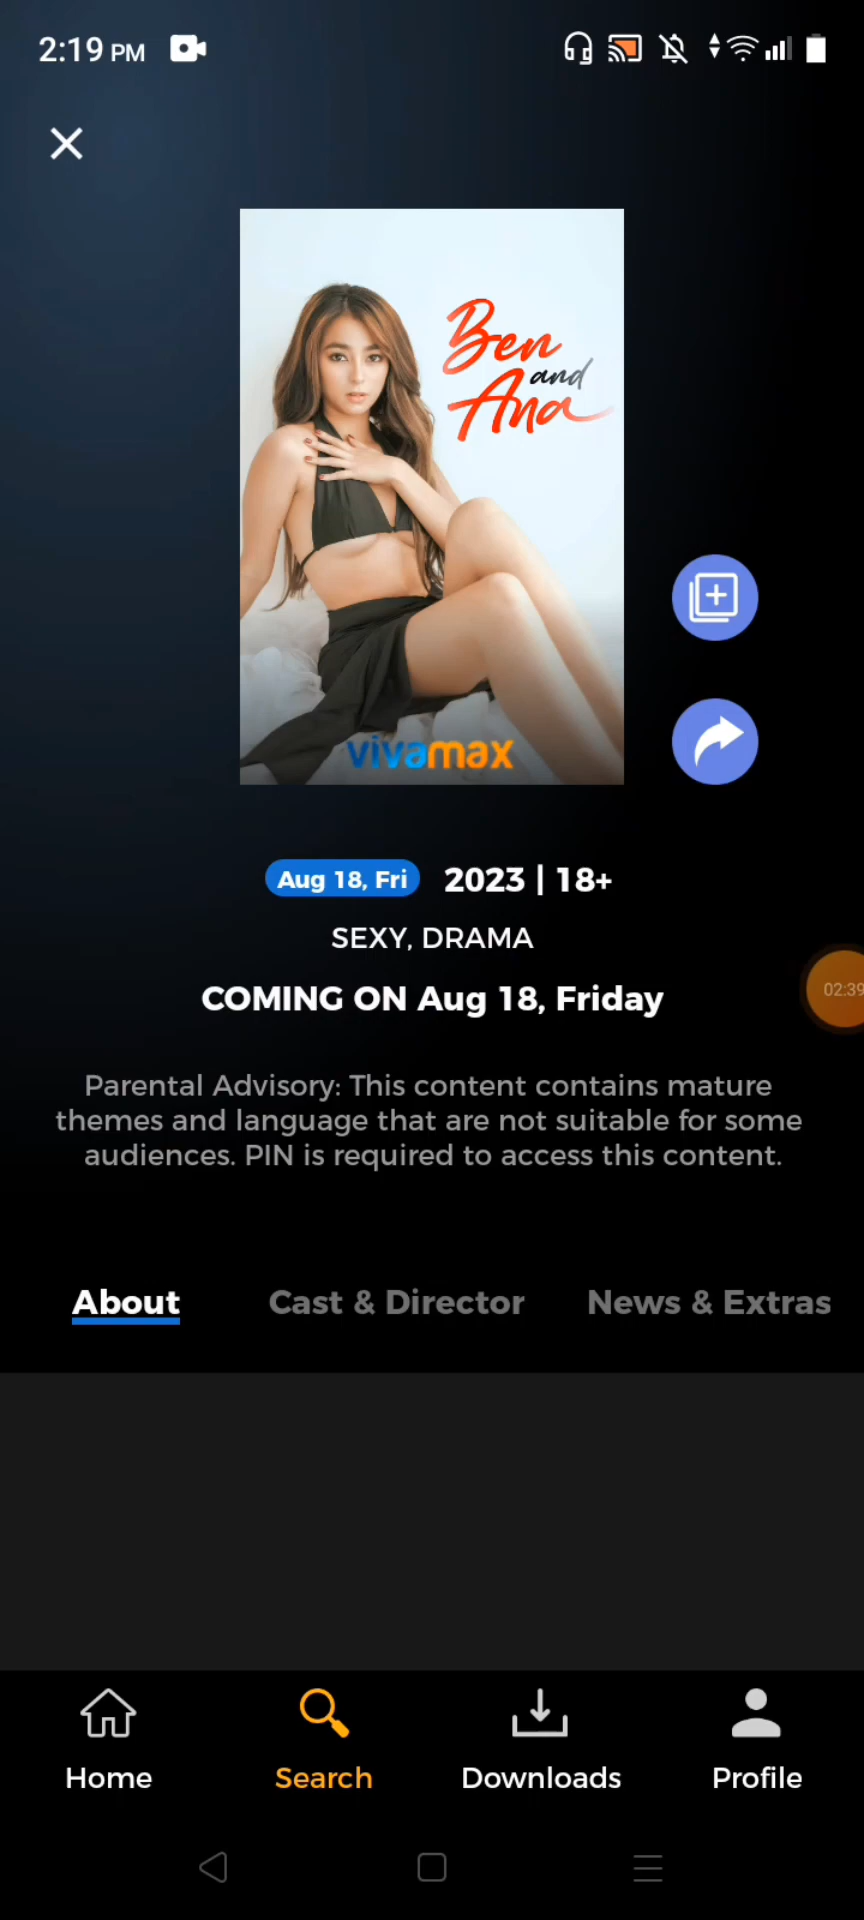 2:19 PM
Ben
and
Ana
vivamax
Aug 18, Fri 2023 | 18+
SEXY, DRAMA
COMING ON Aug 18, Friday
02:39
Parental Advisory: This content contains mature
themes and language that are not suitable for some
audiences. PIN is required to access this content.
About Cast & Director News & Extras
Home Search Downloads Profile